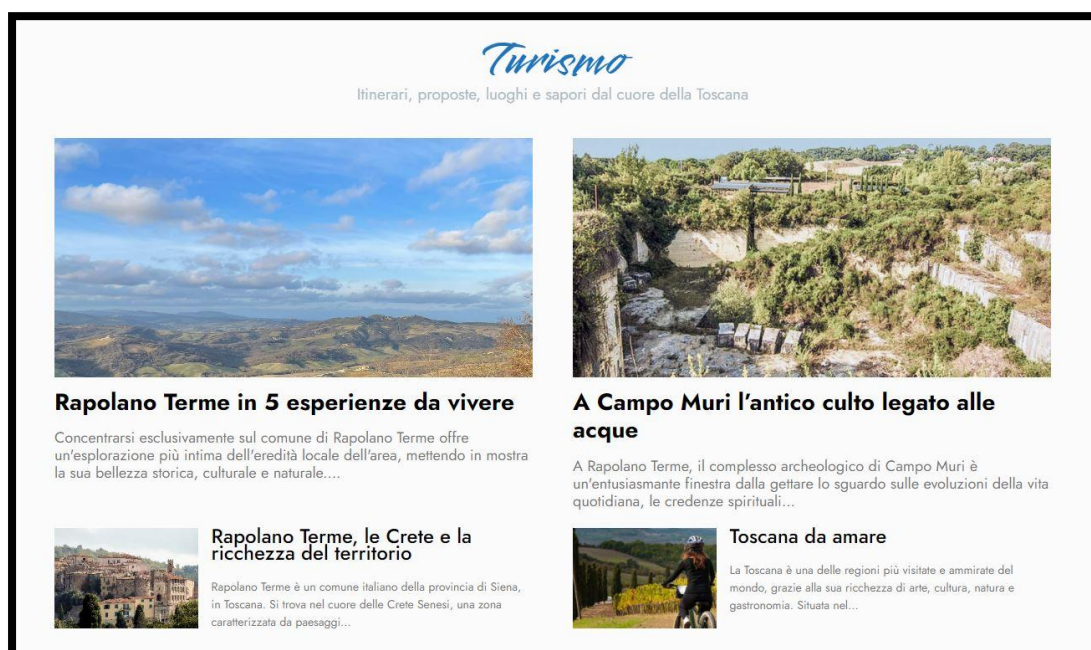 Turismo
Itinerari, proposte, luoghi e sapori dal cuore della Toscana
Rapolano Terme in 5 esperienze da vivere
Concentrarsi esclusivamente sul comune di Rapolano Terme offre
un'esplorazione più intima dell'eredità locale dell'area, mettendo in mostra
la sua bellezza storica, culturale e naturale....
A Campo Muri l’antico culto legato alle
acque
A Rapolano Terme, il complesso archeologico di Campo Muri è
un'entusiasmante finestra dalla gettare lo sguardo sulle evoluzioni della vita
quotidiana, le credenze spirituali...
Rapolano Terme, le Crete e la
ricchezza del territorio
Rapolano Terme è un comune italiano della provincia di Siena,
in Toscana. Si trova nel cuore delle Crete Senesi, una zona
caratterizzata da paesaggi...
Toscana da amare
La Toscana è una delle regioni più visitate e ammirate del
mondo, grazie alla sua ricchezza di arte, cultura, natura e
gastronomia. Situata nel...